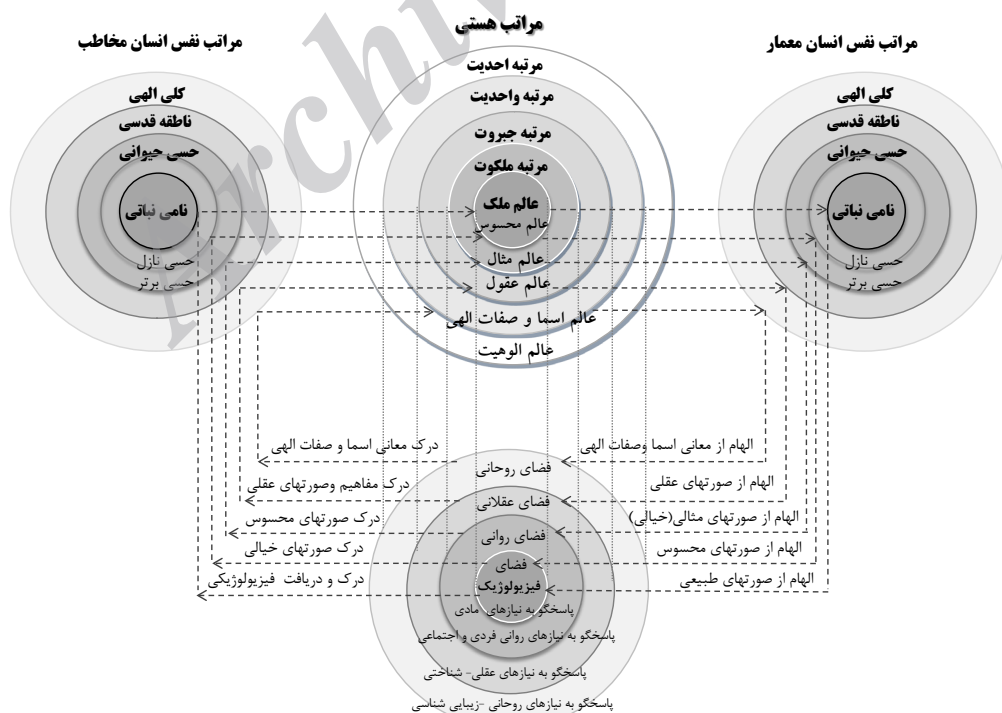 مراتب هستی
مراتب نفس انسان معمار
مراتب نفس انسان مخاطب
کلی الهی
ناطقه قدسی
حسی حیوانی
نامی نباتی
حسی نازل
حسی برتر
مرتبه احدیت
مرتبه واحدیت
مرتبه جبروت
مرتبه ملکوت
عالم ملک
عالم محسوس
عالم مثال
عالم عقول
عالم اسما و صفات الهی
عالم الوهیت
کلی الهی
ناطقه قدسی
حسی حیوانی
نامی نباتی
حسی نازل
حسی برتر
الهام از معانی اسما وصفات الهی
الهام از صورتهای عقلی
الهام از صورتهای مثالی(خیالی)
الهام از صورتهای محسوس
الهام از صورتهای طبیعی
فضای روحانی
فضای عقلانی
فضای روانی
فضای
فیزیولوژیک
پاسخگو به نیازهای مادی
پاسخگو به نیازهای روانی فردی و اجتماعی
پاسخگو به نیازهای عقلی- شناختی
پاسخگو به نیازهای روحانی -زیبایی شناسی
درک معانی اسما و صفات الهی
درک مفاهیم وصورتهای عقلی
درک صورتهای محسوس
درک صورتهای خیالی
درک و دریافت فیزیولوژیکی
Archiv